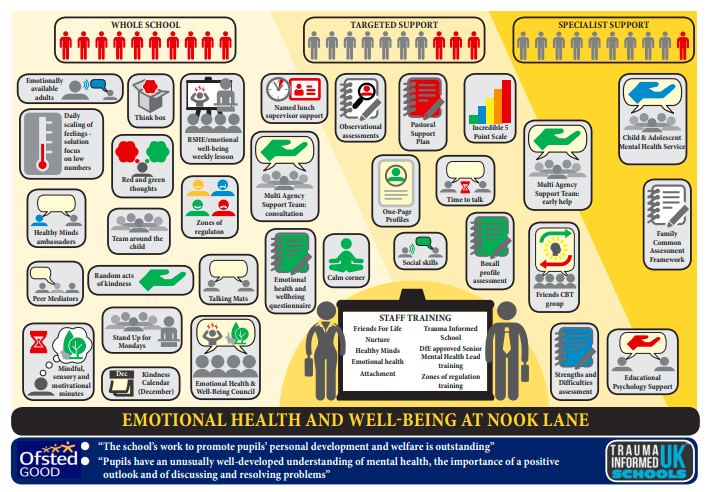 WHOLE SCHOOL
TARGETED SUPPORT
SPECIALIST SUPPORT
Emotionally
available
adults
Think box
RSHE/emotional
well-being
weekly lesson
Named lunch
supervisor support
Observational
assessments
Pastoral
Support
Plan
Incredible 5
Point Scale
Child & Adolescent
Mental Health Service
Daily
scaling of
feelings -
solution
focus
on low
numbers
Red and green
thoughts
Zones of
regulaton
Multi Agency
Support Team:
consultation
One-Page
Profiles
Time to talk
Multi Agency
Support Team:
early help
Family
Common
Assessment
Framework
Healthy Minds
ambassadors
Team around the
child
Emotional
health and
wellbeing
questionnaire
Calm corner
Social skills
Boxall
profile
assessment
Friends CBT
group
Peer Mediators
Random acts
of kindness
Talking Mats
Stand Up for
Mondays
Mindful,
sensory and
motivational
minutes
Dec
Kindness
Calendar
(December)
Emotional Health &
Well-Being Council
STAFF TRAINING
Friends For Life
Nurture
Healthy Minds
Emotional health
Attachment
Trauma Informed
School
DfE approved Senior
Mental Health Lead
training
Zones of regulation
training
Strengths and
Difficulties
assessment
Educational
Psychology Support
EMOTIONAL HEALTH AND WELL-BEING AT NOOK LANE
Ofsted
GOOD
● “The school’s work to promote pupils’ personal development and welfare is outstanding”
● “Pupils have an unusually well-developed understanding of mental health, the importance of a positive
outlook and of discussing and resolving problems”
TRAUMA
INFORMED UK
SCHOOLS